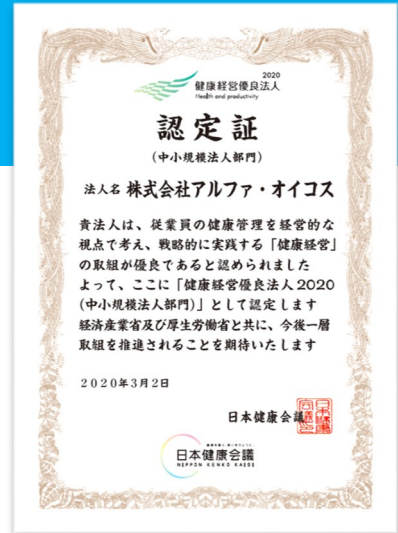 2020
健康経営優良法人
Health and productivity
認定証
(中小規模法人部門)
法人名 株式会社アルファ・オイコス
貴法人は、従業員の健康管理を経営的な
視点で考え、戦略的に実践する「健康経営」
の取組が優良であると認められました
よって、ここに「健康経営優良法人2020
(中小規模法人部門)」として認定します
経済産業省及び厚生労働省と共に、今後一層
取組を推進されることを期待いたします
2020年3月2日
日本健康会議
日本健康会議
NIPPON KENKO KAIGI